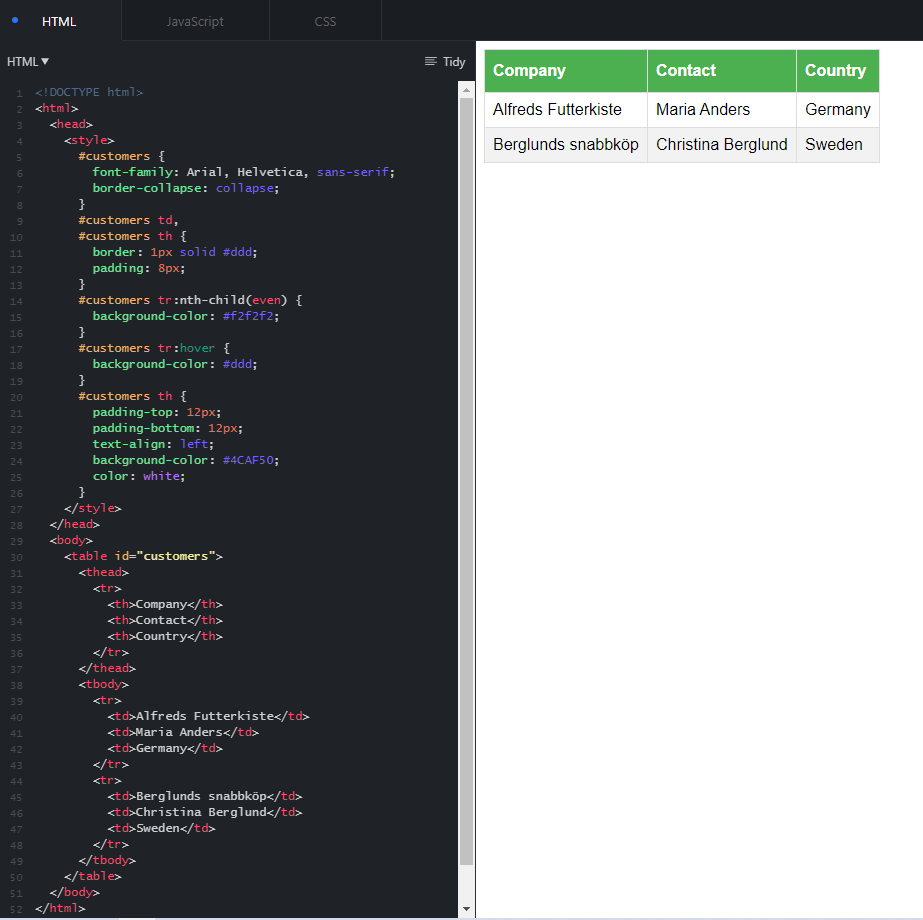 HTML JavaScript CSS
HTML▼ Tidy
1 <!DOCTYPE html>
2 <html>
3 <head>
4 <style>
5 #customers {
6 font-family: Arial, Helvetica, sans-serif;
7 border-collapse: collapse;
8 }
9 #customers td,
10 #customers th {
11 border: 1px solid #ddd;
12 padding: 8px;
13 }
14 #customers tr:nth-child(even) {
15 background-color: #f2f2f2;
16 }
17 #customers tr:hover {
18 background-color: #ddd;
19 }
20 #customers th {
21 padding-top: 12px;
22 padding-bottom: 12px;
23 text-align: left;
24 background-color: #4CAF50;
25 color: white;
26 }
27 </style>
28 </head>
29 <body>
30 <table id="customers">
31 <thead>
32 <tr>
33 <th>Company</th>
34 <th>Contact</th>
35 <th>Country</th>
36 </tr>
37 </thead>
38 <tbody>
39 <tr>
40 <td>Alfreds Futterkiste</td>
41 <td>Maria Anders</td>
42 <td>Germany</td>
43 </tr>
44 <tr>
45 <td>Berglunds snabbköp</td>
46 <td>Christina Berglund</td>
47 <td>Sweden</td>
48 </tr>
49 </tbody>
50 </table>
51 </body>
52 </html>
Company Contact Country
Alfreds Futterkiste Maria Anders Germany
Berglunds snabbköp Christina Berglund Sweden